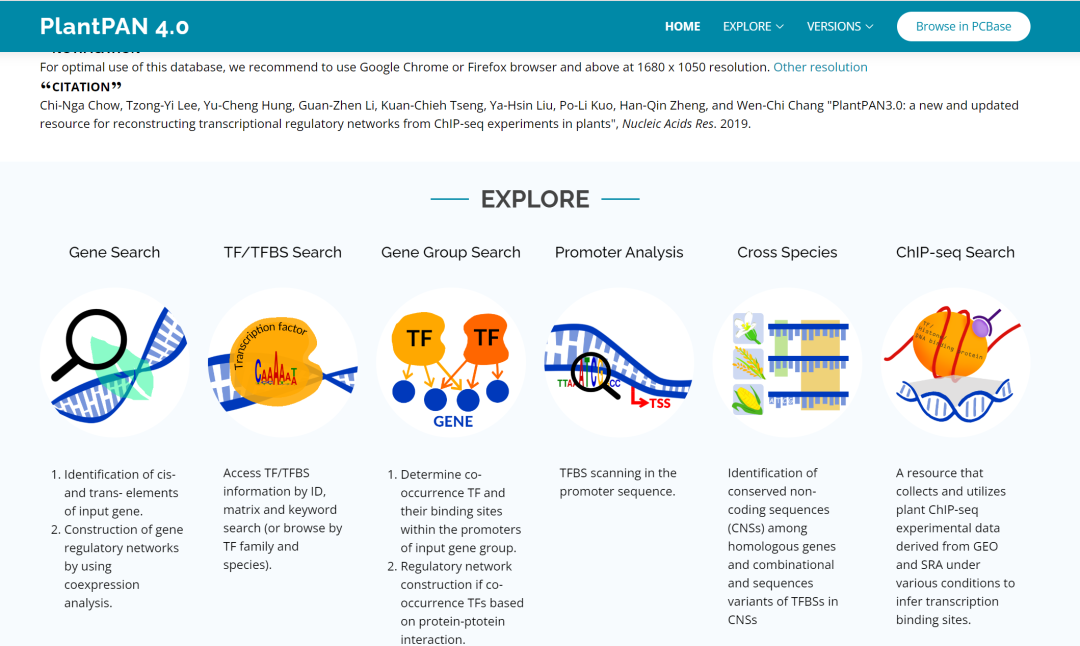 PlantPAN 4.0
HOME
EXPLORE
VERSIONS
Browse in PCBase
For optimal use of this database, we recommend to use Google Chrome or Firefox browser and above at 1680 x 1050 resolution. Other resolution
❝CITATION❞
Chi-Nga Chow, Tzong-Yi Lee, Yu-Cheng Hung, Guan-Zhen Li, Kuan-Chieh Tseng, Ya-Hsin Liu, Po-Li Kuo, Han-Qin Zheng, and Wen-Chi Chang "PlantPAN3.0: a new and updated
resource for reconstructing transcriptional regulatory networks from ChIP-seq experiments in plants", Nucleic Acids Res. 2019.
EXPLORE
Gene Search
1. Identification of cis-
and trans- elements
of input gene.
2. Construction of gene
regulatory networks
by using
coexpression
analysis.
TF/TFBS Search
Transcription factor
Access TF/TFBS
information by ID,
matrix and keyword
search (or browse by
TF family and
species).
Gene Group Search
TF
TF
GENE
1. Determine co-
occurrence TF and
their binding sites
within the promoters
of input gene group.
2. Regulatory network
construction if co-
occurrence TFs based
on protein-ptotein
interaction.
Promoter Analysis
TSS
TFBS scanning in the
promoter sequence.
Cross Species
Identification of
conserved non-
coding sequences
(CNSs) among
homologous genes
and combinational
and sequences
variants of TFBSs in
CNSs
ChIP-seq Search
TF/
Histone/
DNA binding protein
A resource that
collects and utilizes
plant ChIP-seq
experimental data
derived from GEO
and SRA under
various conditions to
infer transcription
binding sites.